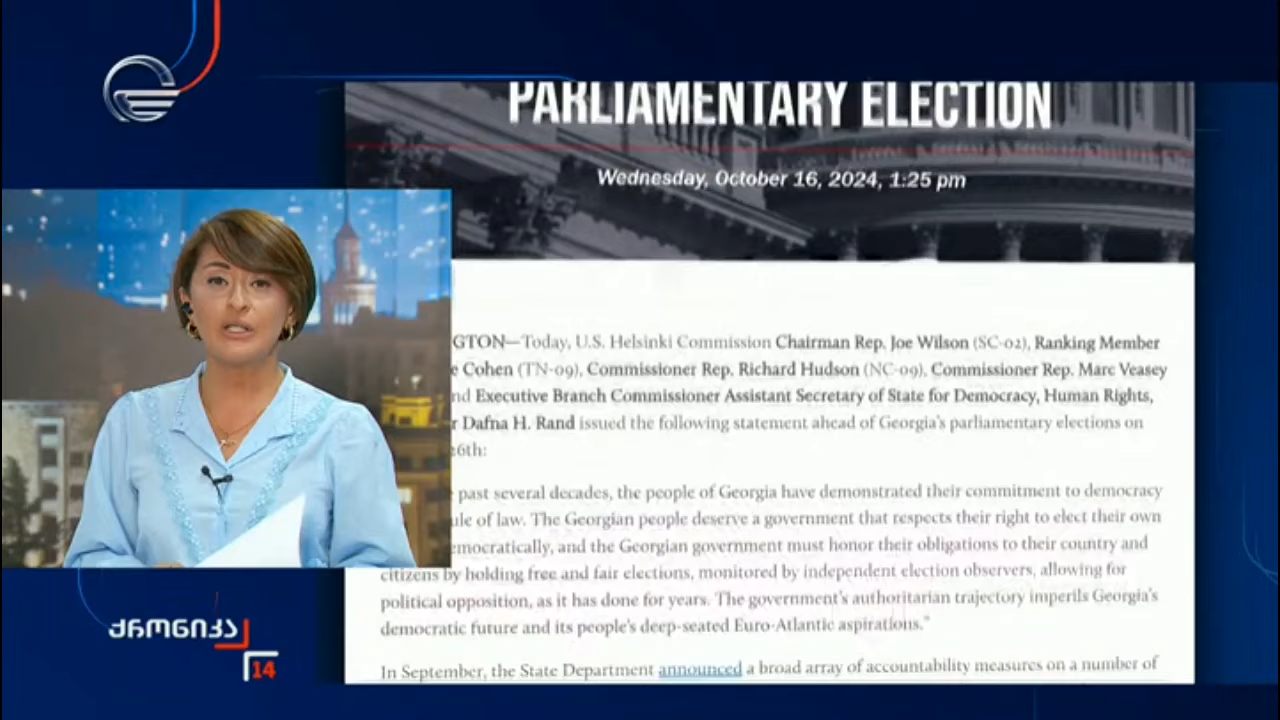 PARLIAMENTARY ELECTION
Wednesday, October 16, 2024, 1:25 pm
GTON—Today, U.S. Helsinki Commission Chairman Rep. Joe Wilson (SC-02), Ranking Member
e Cohen (TN-09), Commissioner Rep. Richard Hudson (NC-09), Commissioner Rep. Marc Veasey
nd Executive Branch Commissioner Assistant Secretary of State for Democracy, Human Rights,
r Dafna H. Rand issued the following statement ahead of Georgia's parliamentary elections on
26th:
past several decades, the people of Georgia have demonstrated their commitment to democracy
ule of law. The Georgian people deserve a government that respects their right to elect their own
emocratically, and the Georgian government must honor their obligations to their country and
citizens by holding free and fair elections, monitored by independent election observers, allowing for
political opposition, as it has done for years. The government's authoritarian trajectory imperils Georgia's
democratic future and its people's deep-seated Euro-Atlantic aspirations."
In September, the State Department announced a broad array of accountability measures on a number of
ქრონიკა
14